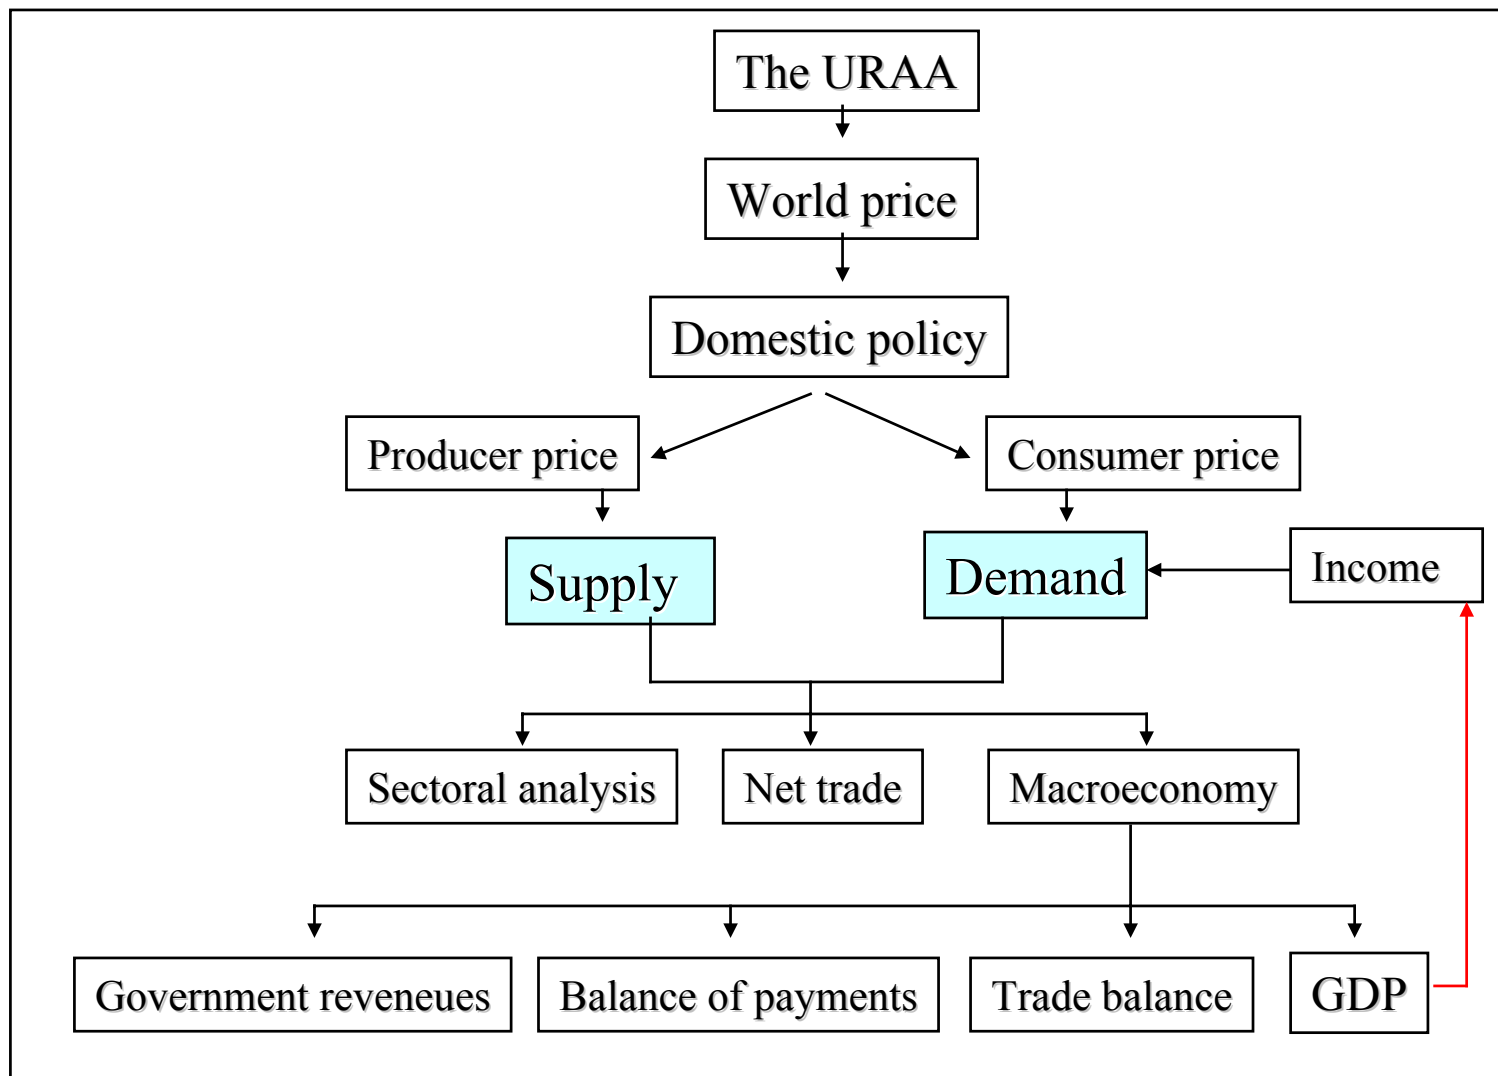 The URAA
World price
Domestic policy
Producer price
Consumer price
Supply
Demand
Income
Sectoral analysis
Net trade
Macroeconomy
Government reveneues
Balance of payments
Trade balance
GDP